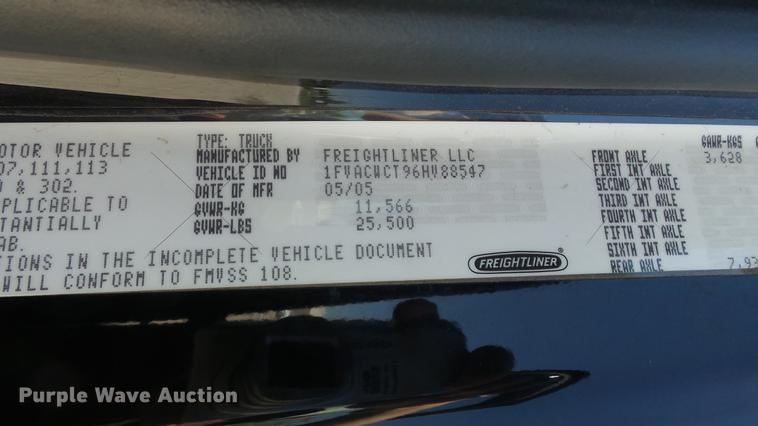 OTOR VEHICLE
07,111,113
& 302.
PLICABLE TO
STANTIALLY
AB.
TIONS IN THE INCOMPLETE VEHICLE DOCUMENT
WILL CONFORM TO FMVSS 108.
TYPE: TRUCK
MANUFACTURED BY FREIGHTLINER LLC
VEHICLE ID NO 1FVACWCT96HV88547
DATE OF MFR 05/05
GVWR-KG 11,566
GVWR-LBS 25,500
FREIGHTLINER®
GAWR-KGS
FRONT AXLE 3,628
FIRST INT AXLE
SECOND INT AXLE
THIRD INT AXLE
FOURTH INT AXLE
FIFTH INT AXLE
SIXTH INT AXLE
REAR AXLE 7,93
Purple Wave Auction